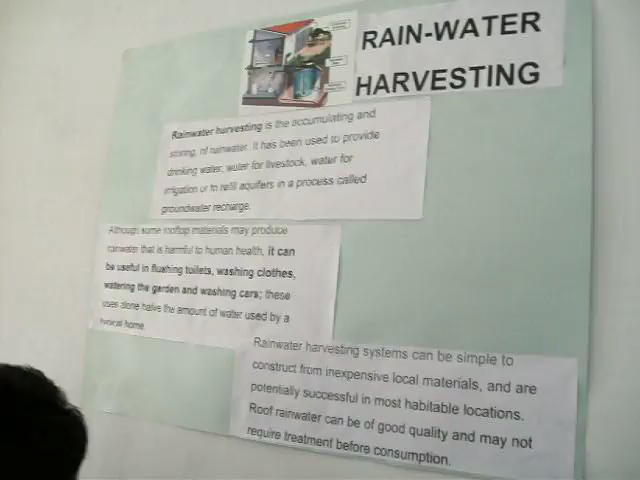 RAIN-WATER
HARVESTING
Rainwater harvesting is the accumulating and
storing, of rainwater. It has been used to provide
drinking water, water for livestock, water for
irrigation or to refill aquifers in a process called
groundwater recharge.
Although some rooftop materials may produce
rainwater that is harmful to human health, it can
be useful in flushing toilets, washing clothes,
watering the garden and washing cars; these
uses alone halve the amount of water used by a
typical home.
Rainwater harvesting systems can be simple to
construct from inexpensive local materials, and are
potentially successful in most habitable locations.
Roof rainwater can be of good quality and may not
require treatment before consumption.